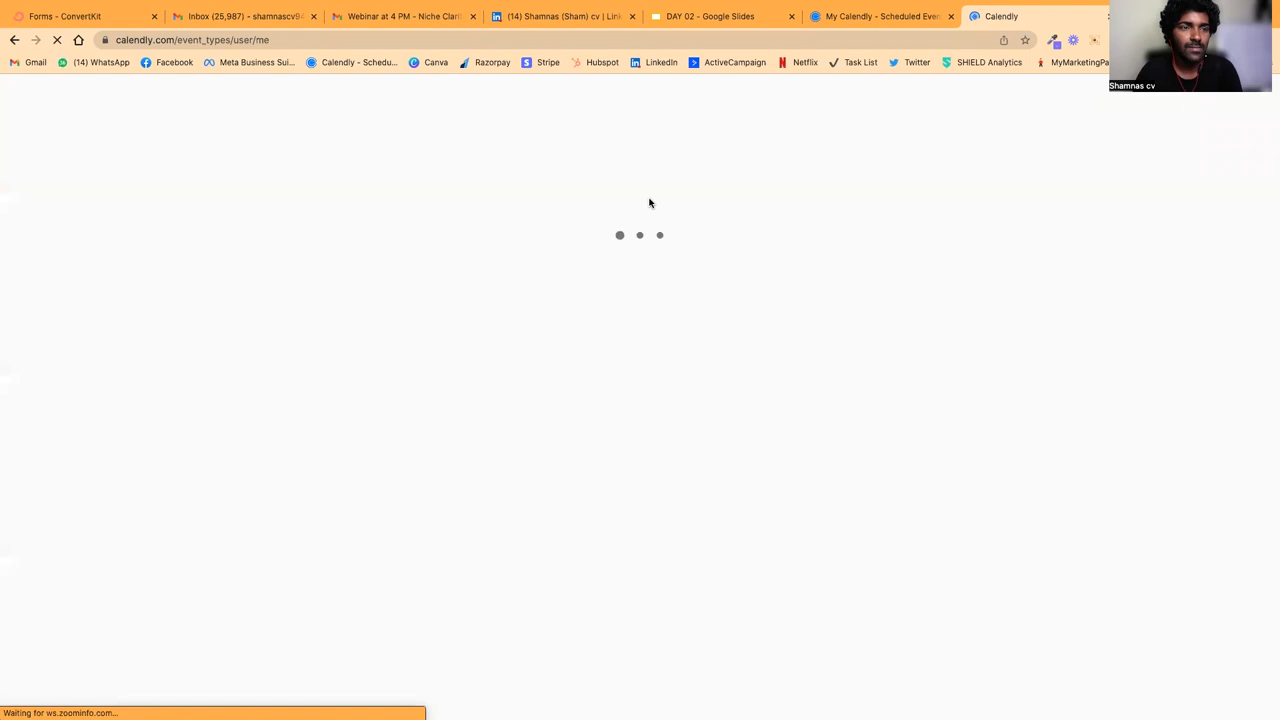 Forms - ConvertKit
Inbox (25,987) - shamnascv94
Webinar at 4 PM - Niche Clari
(14) Shamnas (Sham) cv | Link
DAY 02 - Google Slides
My Calendly - Scheduled Even
Calendly
calendly.com/event_types/user/me
Gmail
(14) WhatsApp
Facebook
Meta Business Sui...
Calendly - Schedu...
Canva
Razorpay
Stripe
Hubspot
LinkedIn
ActiveCampaign
Netflix
Task List
Twitter
SHIELD Analytics
MyMarketingPa
Shamnas cv
Waiting for ws.zoominfo.com...